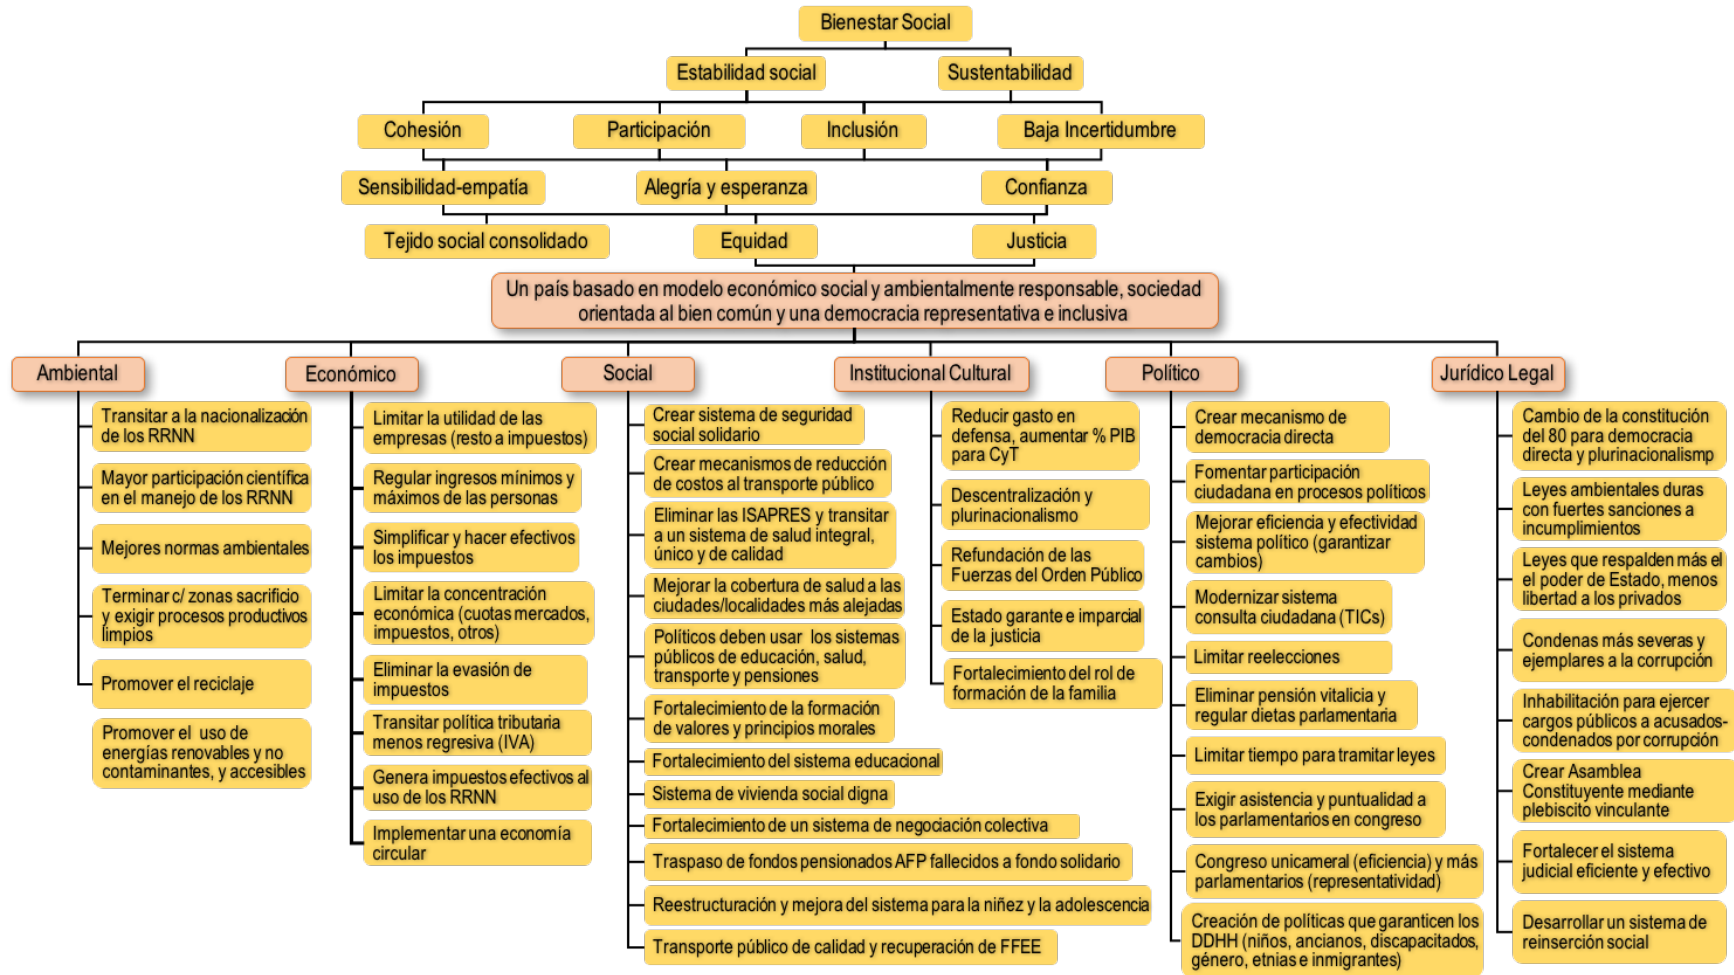 Bienestar Social
Estabilidad social
Sustentabilidad
Cohesión
Participación
Inclusión
Baja Incertidumbre
Sensibilidad-empatía
Alegría y esperanza
Confianza
Tejido social consolidado
Equidad
Justicia
Un país basado en modelo económico social y ambientalmente responsable, sociedad
orientada al bien común y una democracia representativa e inclusiva
Ambiental
Transitar a la nacionalización
de los RRNN
Mayor participación científica
en el manejo de los RRNN
Mejores normas ambientales
Terminar c/ zonas sacrificio
y exigir procesos productivos
limpios
Promover el reciclaje
Promover el uso de
energías renovables y no
contaminantes, y accesibles
Económico
Limitar la utilidad de las
empresas (resto a impuestos)
Regular ingresos mínimos y
máximos de las personas
Simplificar y hacer efectivos
los impuestos
Limitar la concentración
económica (cuotas mercados,
impuestos, otros)
Eliminar la evasión de
impuestos
Transitar política tributaria
menos regresiva (IVA)
Genera impuestos efectivos al
uso de los RRNN
Implementar una economía
circular
Social
Crear sistema de seguridad
social solidario
Crear mecanismos de reducción
de costos al transporte público
Eliminar las ISAPRES y transitar
a un sistema de salud integral,
único y de calidad
Mejorar la cobertura de salud a las
ciudades/localidades más alejadas
Políticos deben usar los sistemas
públicos de educación, salud,
transporte y pensiones
Fortalecimiento de la formación
de valores y principios morales
Fortalecimiento del sistema educacional
Sistema de vivienda social digna
Fortalecimiento de un sistema de negociación colectiva
Traspaso de fondos pensionados AFP fallecidos a fondo solidario
Reestructuración y mejora del sistema para la niñez y la adolescencia
Transporte público de calidad y recuperación de FFEE
Institucional Cultural
Reducir gasto en
defensa, aumentar % PIB
para CyT
Descentralización y
plurinacionalismo
Refundación de las
Fuerzas del Orden Público
Estado garante e imparcial
de la justicia
Fortalecimiento del rol de
formación de la familia
Político
Crear mecanismo de
democracia directa
Fomentar participación
ciudadana en procesos políticos
Mejorar eficiencia y efectividad
sistema político (garantizar
cambios)
Modernizar sistema
consulta ciudadana (TICs)
Limitar reelecciones
Eliminar pensión vitalicia y
regular dietas parlamentaria
Limitar tiempo para tramitar leyes
Exigir asistencia y puntualidad a
los parlamentarios en congreso
Congreso unicameral (eficiencia) y más
parlamentarios (representatividad)
Creación de políticas que garanticen los
DDHH (niños, ancianos, discapacitados,
género, etnias e inmigrantes)
Jurídico Legal
Cambio de la constitución
del 80 para democracia
directa y plurinacionalismp
Leyes ambientales duras
con fuertes sanciones a
incumplimientos
Leyes que respalden más el
el poder de Estado, menos
libertad a los privados
Condenas más severas y
ejemplares a la corrupción
Inhabilitación para ejercer
cargos públicos a acusados-
condenados por corrupción
Crear Asamblea
Constituyente mediante
plebiscito vinculante
Fortalecer el sistema
judicial eficiente y efectivo
Desarrollar un sistema de
reinserción social